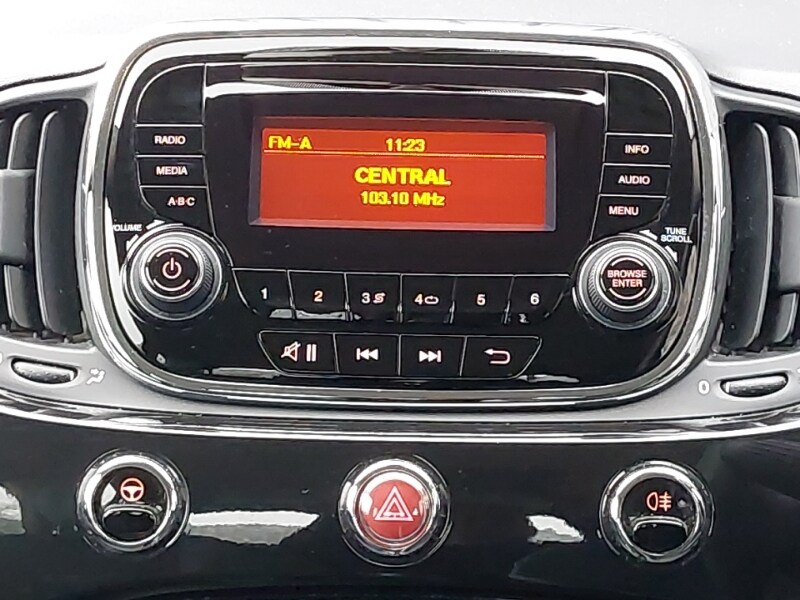 FM-A 11:23
CENTRAL
103.10 MHz
RADIO
MEDIA
A·B·C
INFO
AUDIO
MENU
VOLUME
TUNE
SCROLL
BROWSE
ENTER
1 2 3 4 5 6
0